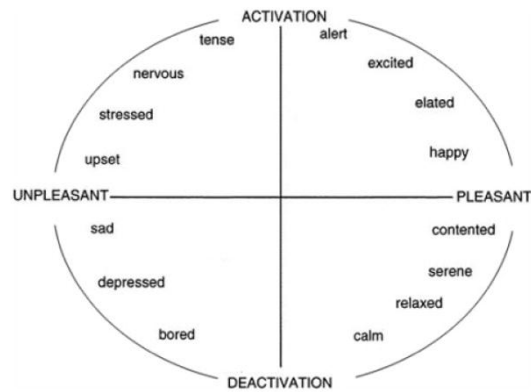 ACTIVATION
tense
alert
nervous
excited
stressed
elated
upset
happy
UNPLEASANT
PLEASANT
sad
contented
depressed
serene
relaxed
bored
calm
DEACTIVATION